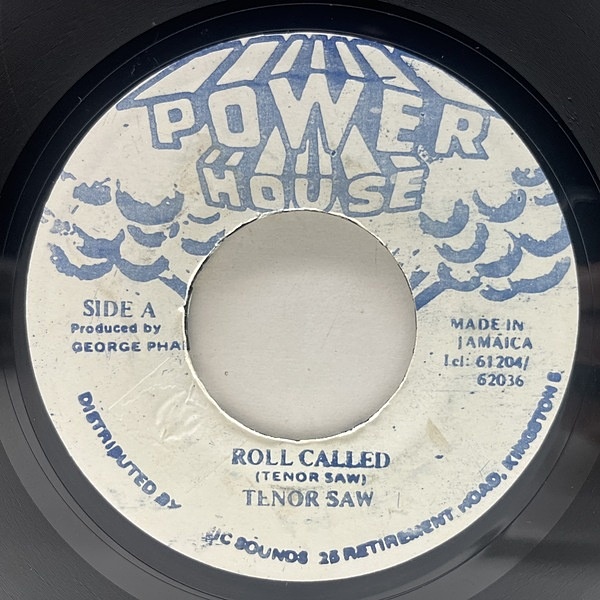 POWER
HOUSE
SIDE A
Produced by
GEORGE PHA
MADE IN
JAMAICA
Tel: 61204/
62036
ROLL CALLED
(TENOR SAW)
TENOR SAW
DISTRIBUTED BY SOUNDS 25 RETIREMENT ROAD, KINGSTON 5.